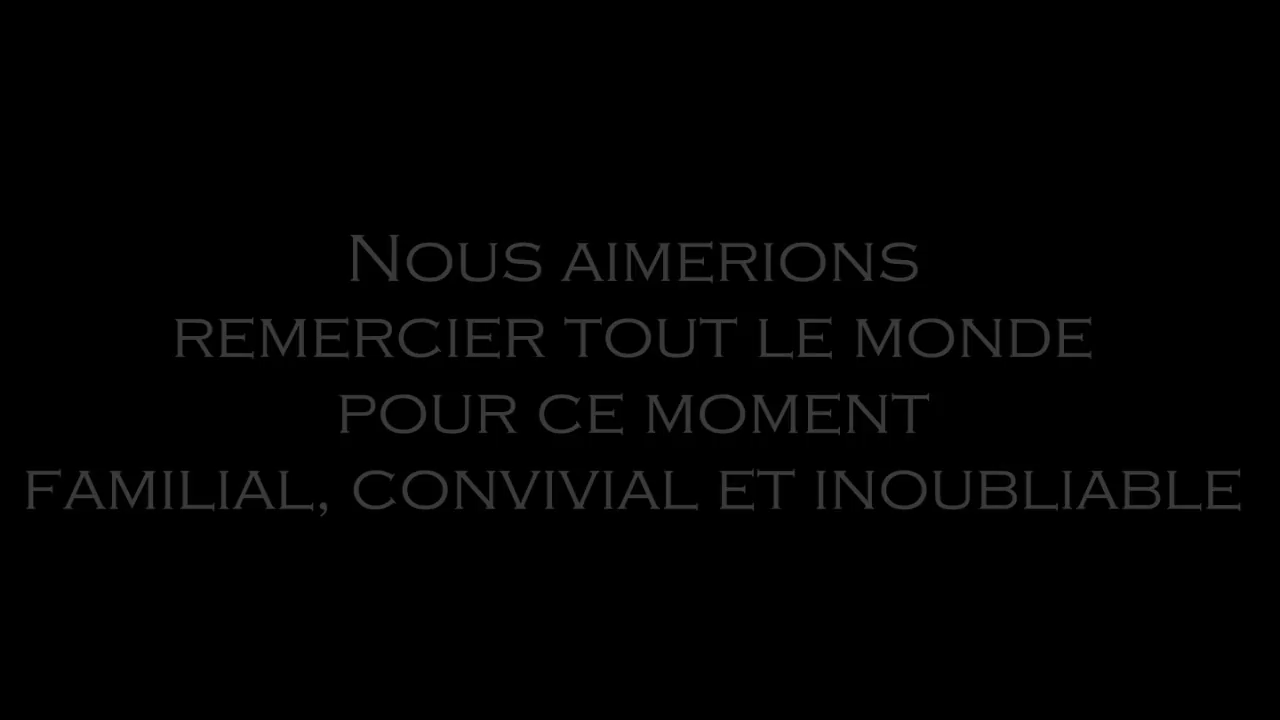 Nous aimerions
remercier tout le monde
pour ce moment
familial, convivial et inoubliable